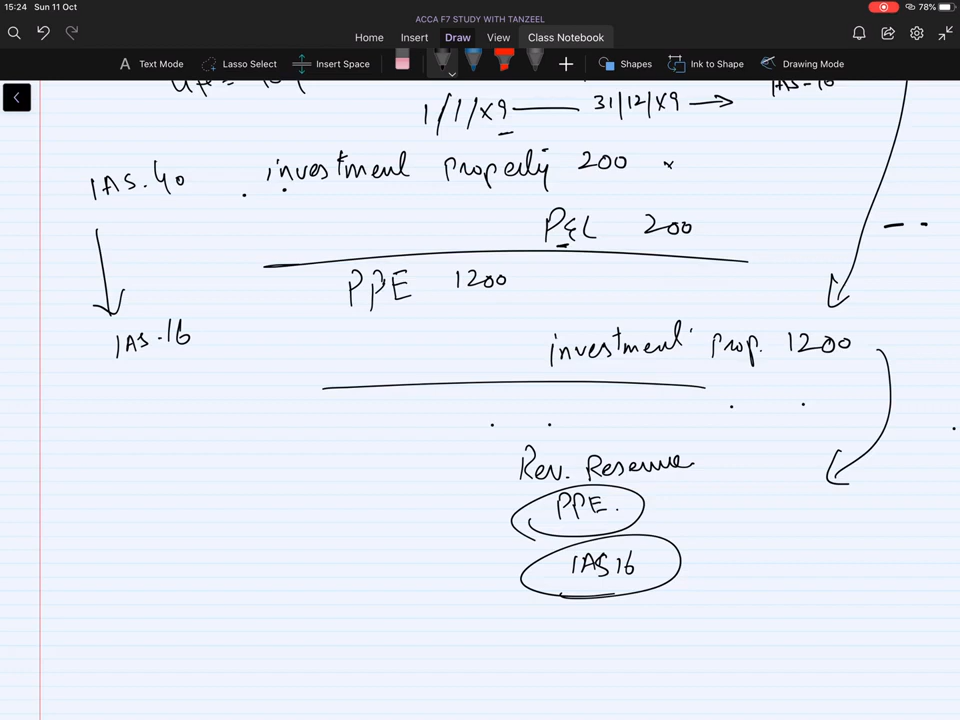 15:24 Sun 11 Oct
78%
ACCA F7 STUDY WITH TANZEEL
Home Insert Draw View Class Notebook
Text Mode Lasso Select Insert Space Shapes Ink to Shape Drawing Mode
IAS-16
1/1/X9 31/12/X9
IAS.40 investment property 200
P&L 200
PPE 1200
IAS-16 investment prop. 1200
Rev. Reserve
PPE.
IAS16